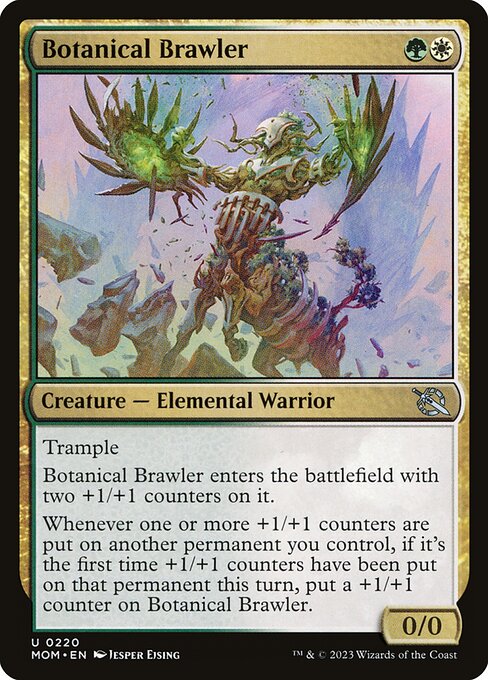 Botanical Brawler
Creature — Elemental Warrior
Trample
Botanical Brawler enters the battlefield with
two +1/+1 counters on it.
Whenever one or more +1/+1 counters are
put on another permanent you control, if it's
the first time +1/+1 counters have been put
on that permanent this turn, put a +1/+1
counter on Botanical Brawler.
0/0
U 0220
MOM • EN Jesper Eising
™ & © 2023 Wizards of the Coast